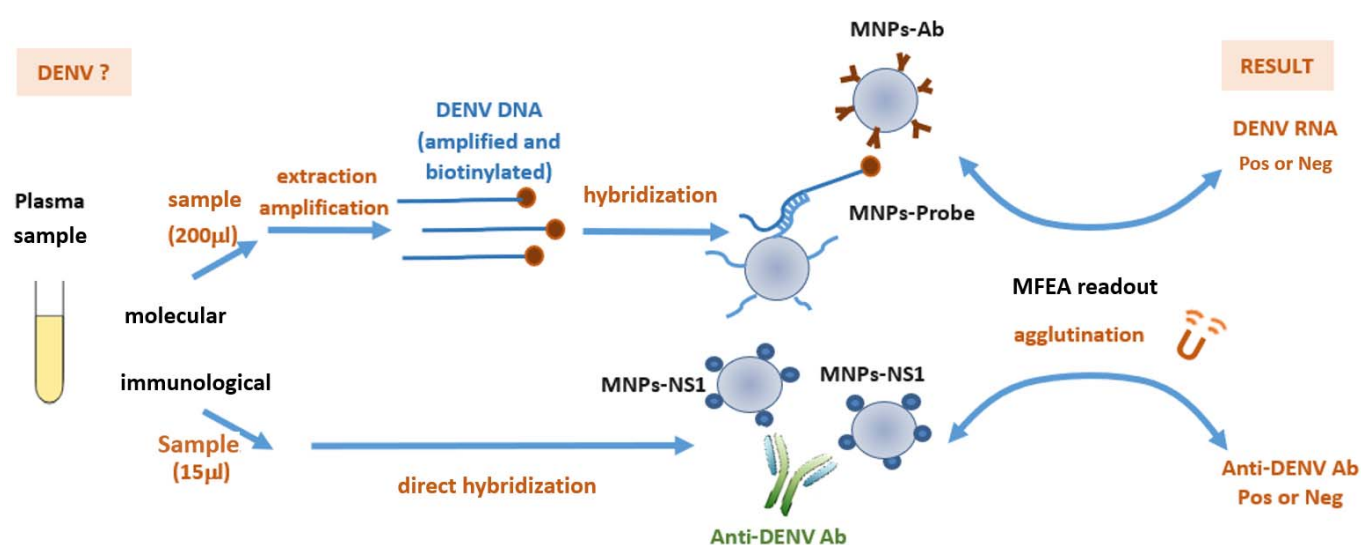 DENV ?
Plasma
sample
molecular
immunological
sample
(200µl)
extraction
amplification
DENV DNA
(amplified and
biotinylated)
hybridization
MNPs-Ab
MNPs-Probe
RESULT
DENV RNA
Pos or Neg
MFEA readout
agglutination
Sample
(15µl)
direct hybridization
MNPs-NS1
MNPs-NS1
Anti-DENV Ab
Anti-DENV Ab
Pos or Neg